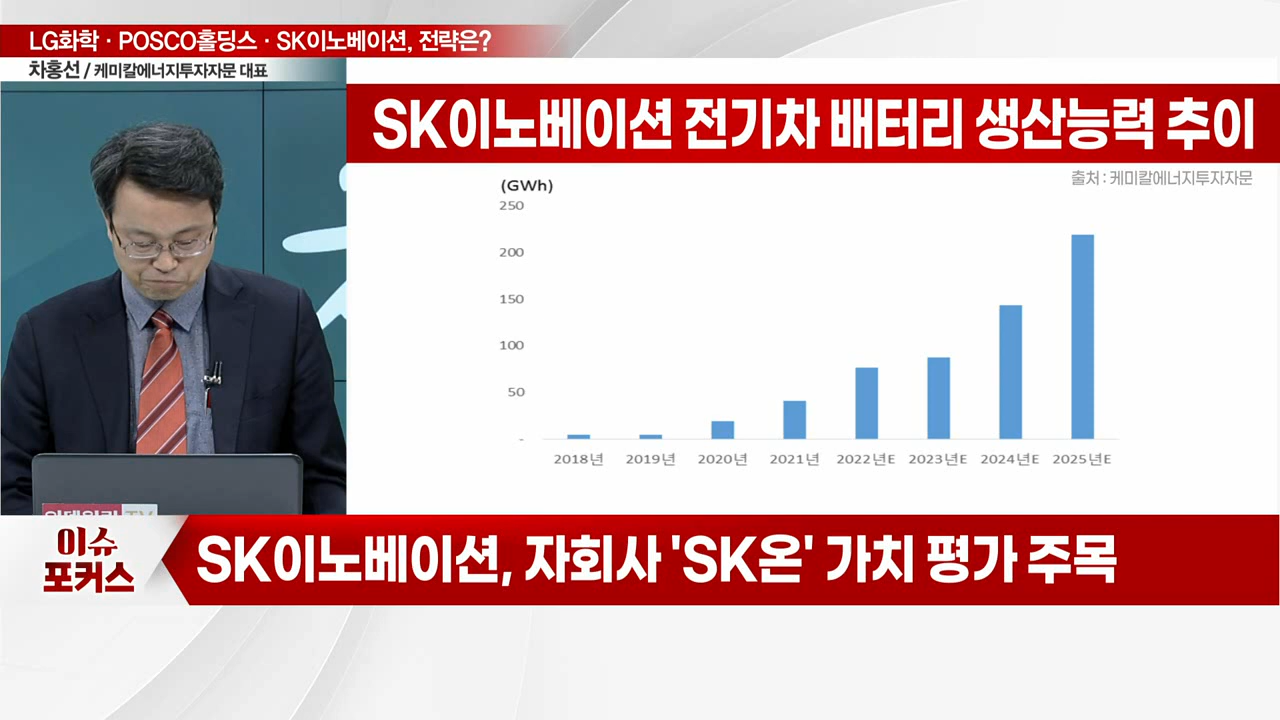 LG화학 · POSCO홀딩스 · SK이노베이션, 전략은?
차홍선 / 케미칼에너지투자자문 대표
SK이노베이션 전기차 배터리 생산능력 추이
출처 : 케미칼에너지투자자문
(GWh)
250
200
150
100
50
-
2018년 2019년 2020년 2021년 2022년E 2023년E 2024년E 2025년E
이슈
포커스
SK이노베이션, 자회사 'SK온' 가치 평가 주목